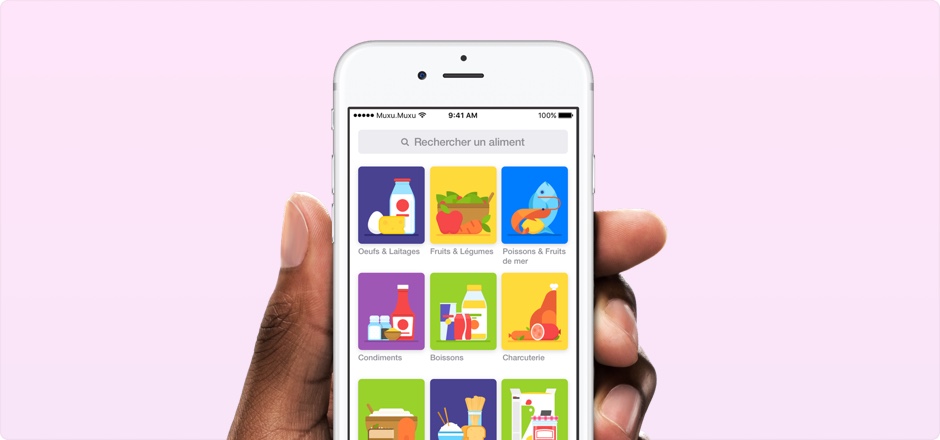 Muxu.Muxu 9:41 AM 100%
Rechercher un aliment
Oeufs & Laitages Fruits & Légumes Poissons & Fruits
de mer
Condiments Boissons Charcuterie